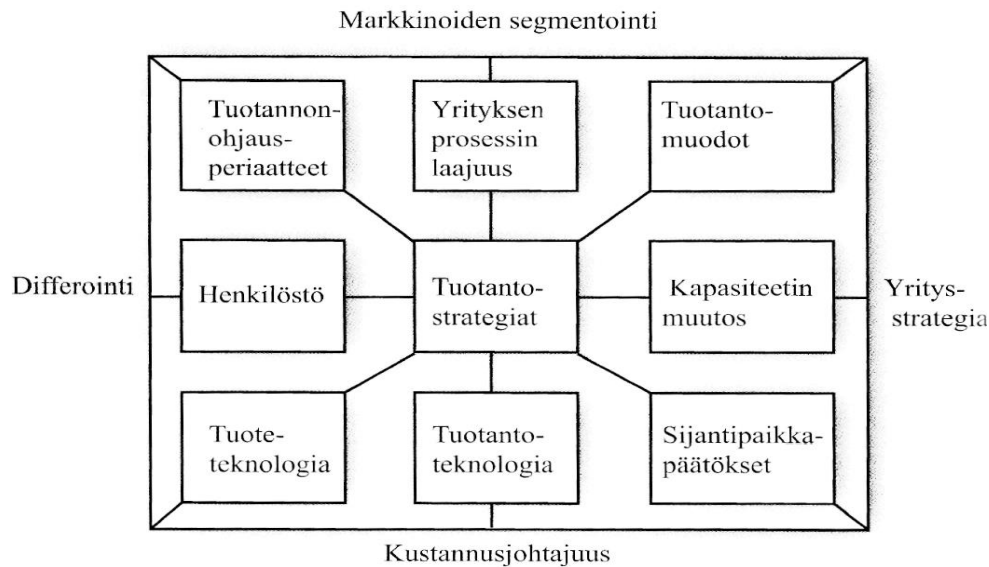 Markkinoiden segmentointi
Tuotannon-
ohjaus-
periaatteet
Yrityksen
prosessin
laajuus
Tuotanto-
muodot
Differointi
Henkilöstö
Tuotanto-
strategiat
Kapasiteetin
muutos
Yritys-
strategia
Tuote-
teknologia
Tuotanto-
teknologia
Sijantipaikka-
päätökset
Kustannusjohtajuus